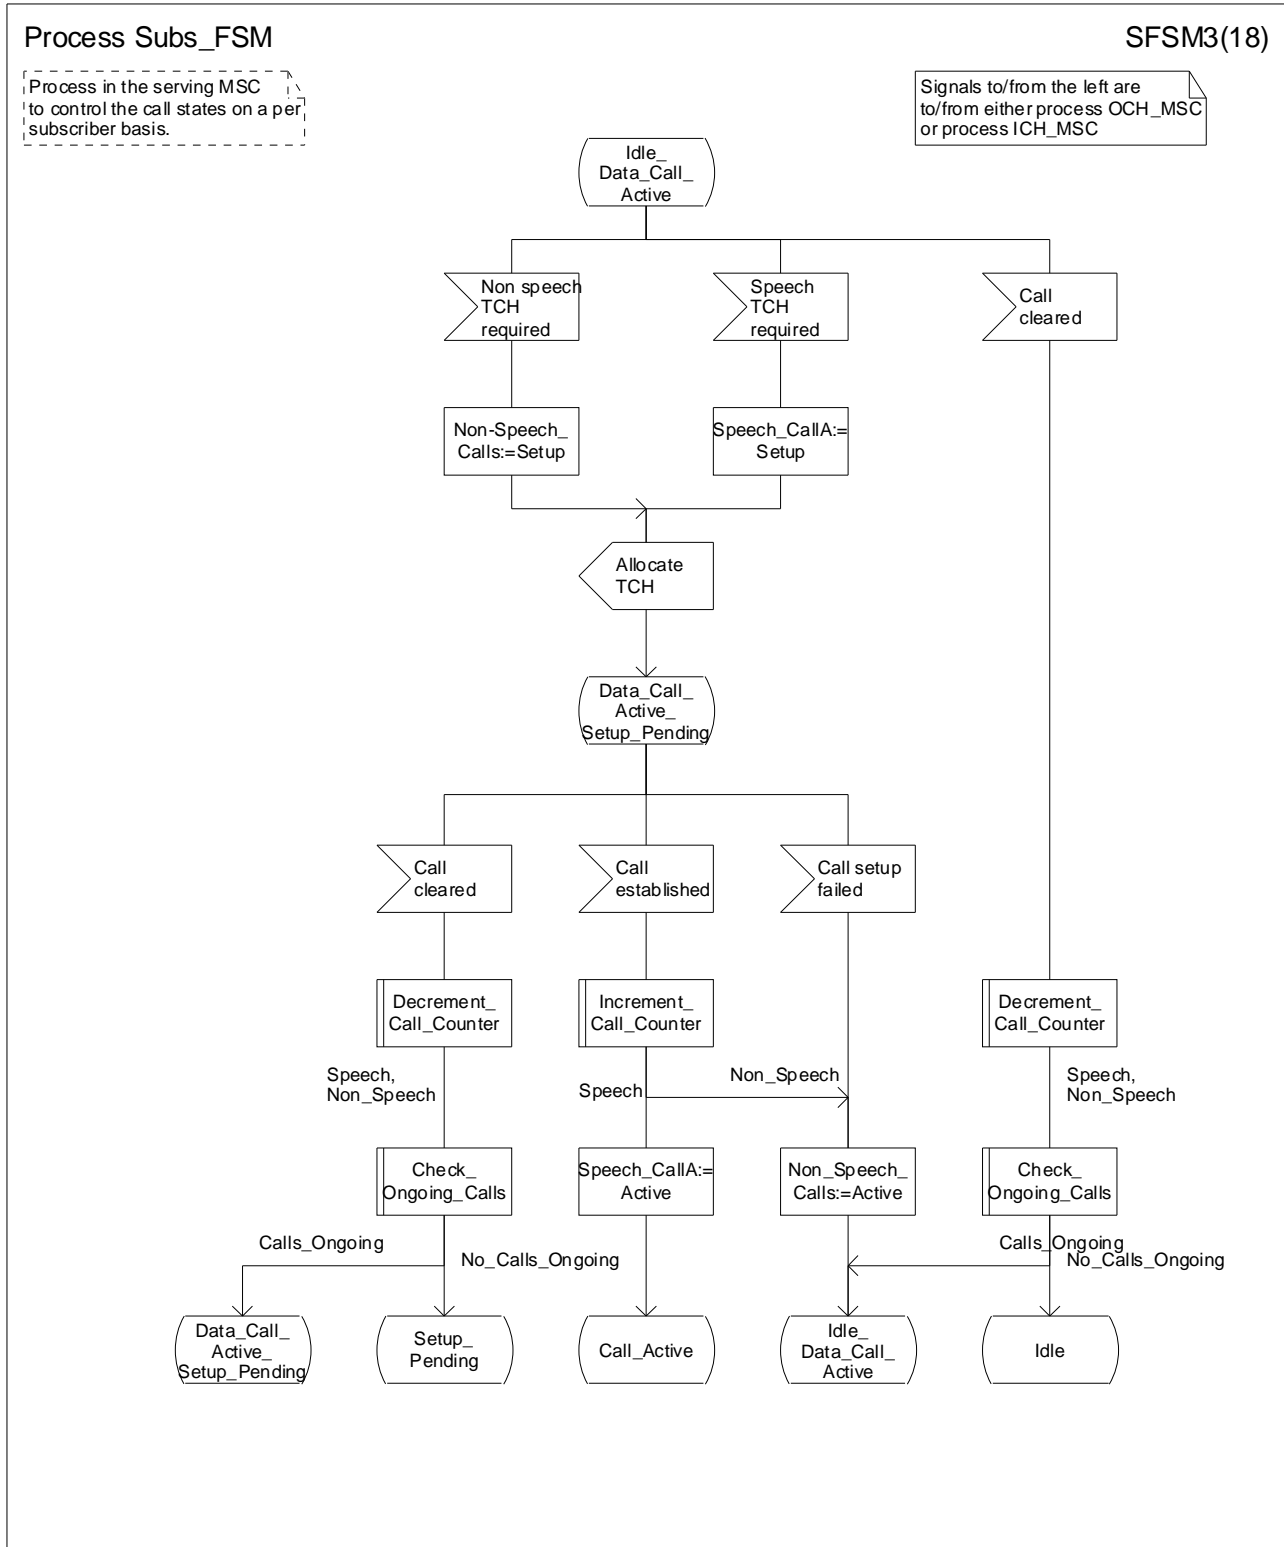 Process Subs_FSM
SFSM3(18)
Process in the serving MSC
to control the call states on a per
subscriber basis.
Signals to/from the left are
to/from either process OCH_MSC
or process ICH_MSC
Idle_
Data_Call_
Active
Non speech
TCH
required
Speech
TCH
required
Call
cleared
Non-Speech_
Calls:=Setup
Speech_CallA:=
Setup
Allocate
TCH
Data_Call_
Active_
Setup_Pending
Call
cleared
Call
established
Call setup
failed
Decrement_
Call_Counter
Increment_
Call_Counter
Decrement_
Call_Counter
Speech,
Non_Speech
Speech
Non_Speech
Speech,
Non_Speech
Check_
Ongoing_Calls
Speech_CallA:=
Active
Non_Speech_
Calls:=Active
Check_
Ongoing_Calls
Calls_Ongoing
No_Calls_Ongoing
Calls_Ongoing
No_Calls_Ongoing
Data_Call_
Active_
Setup_Pending
Setup_
Pending
Call_Active
Idle_
Data_Call_
Active
Idle